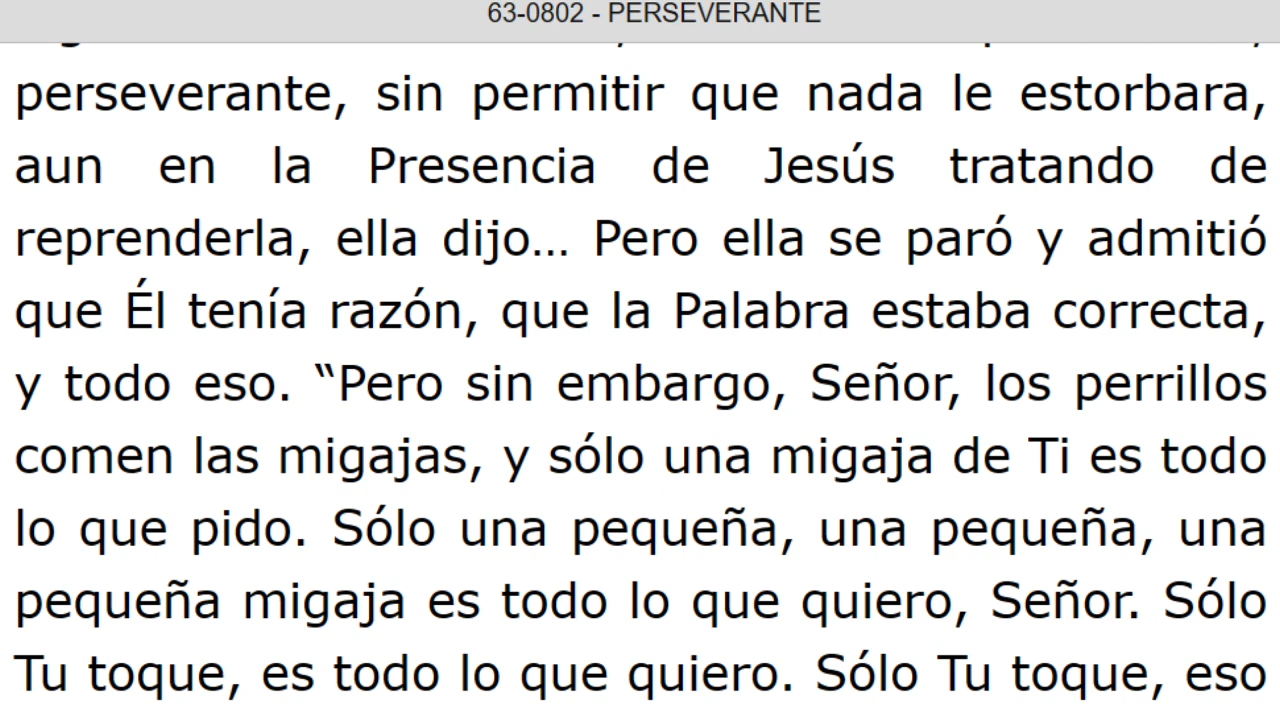 63-0802 - PERSEVERANTE
perseverante, sin permitir que nada le estorbara,
aun en la Presencia de Jesús tratando de
reprenderla, ella dijo… Pero ella se paró y admitió
que Él tenía razón, que la Palabra estaba correcta,
y todo eso. “Pero sin embargo, Señor, los perrillos
comen las migajas, y sólo una migaja de Ti es todo
lo que pido. Sólo una pequeña, una pequeña, una
pequeña migaja es todo lo que quiero, Señor. Sólo
Tu toque, es todo lo que quiero. Sólo Tu toque, eso